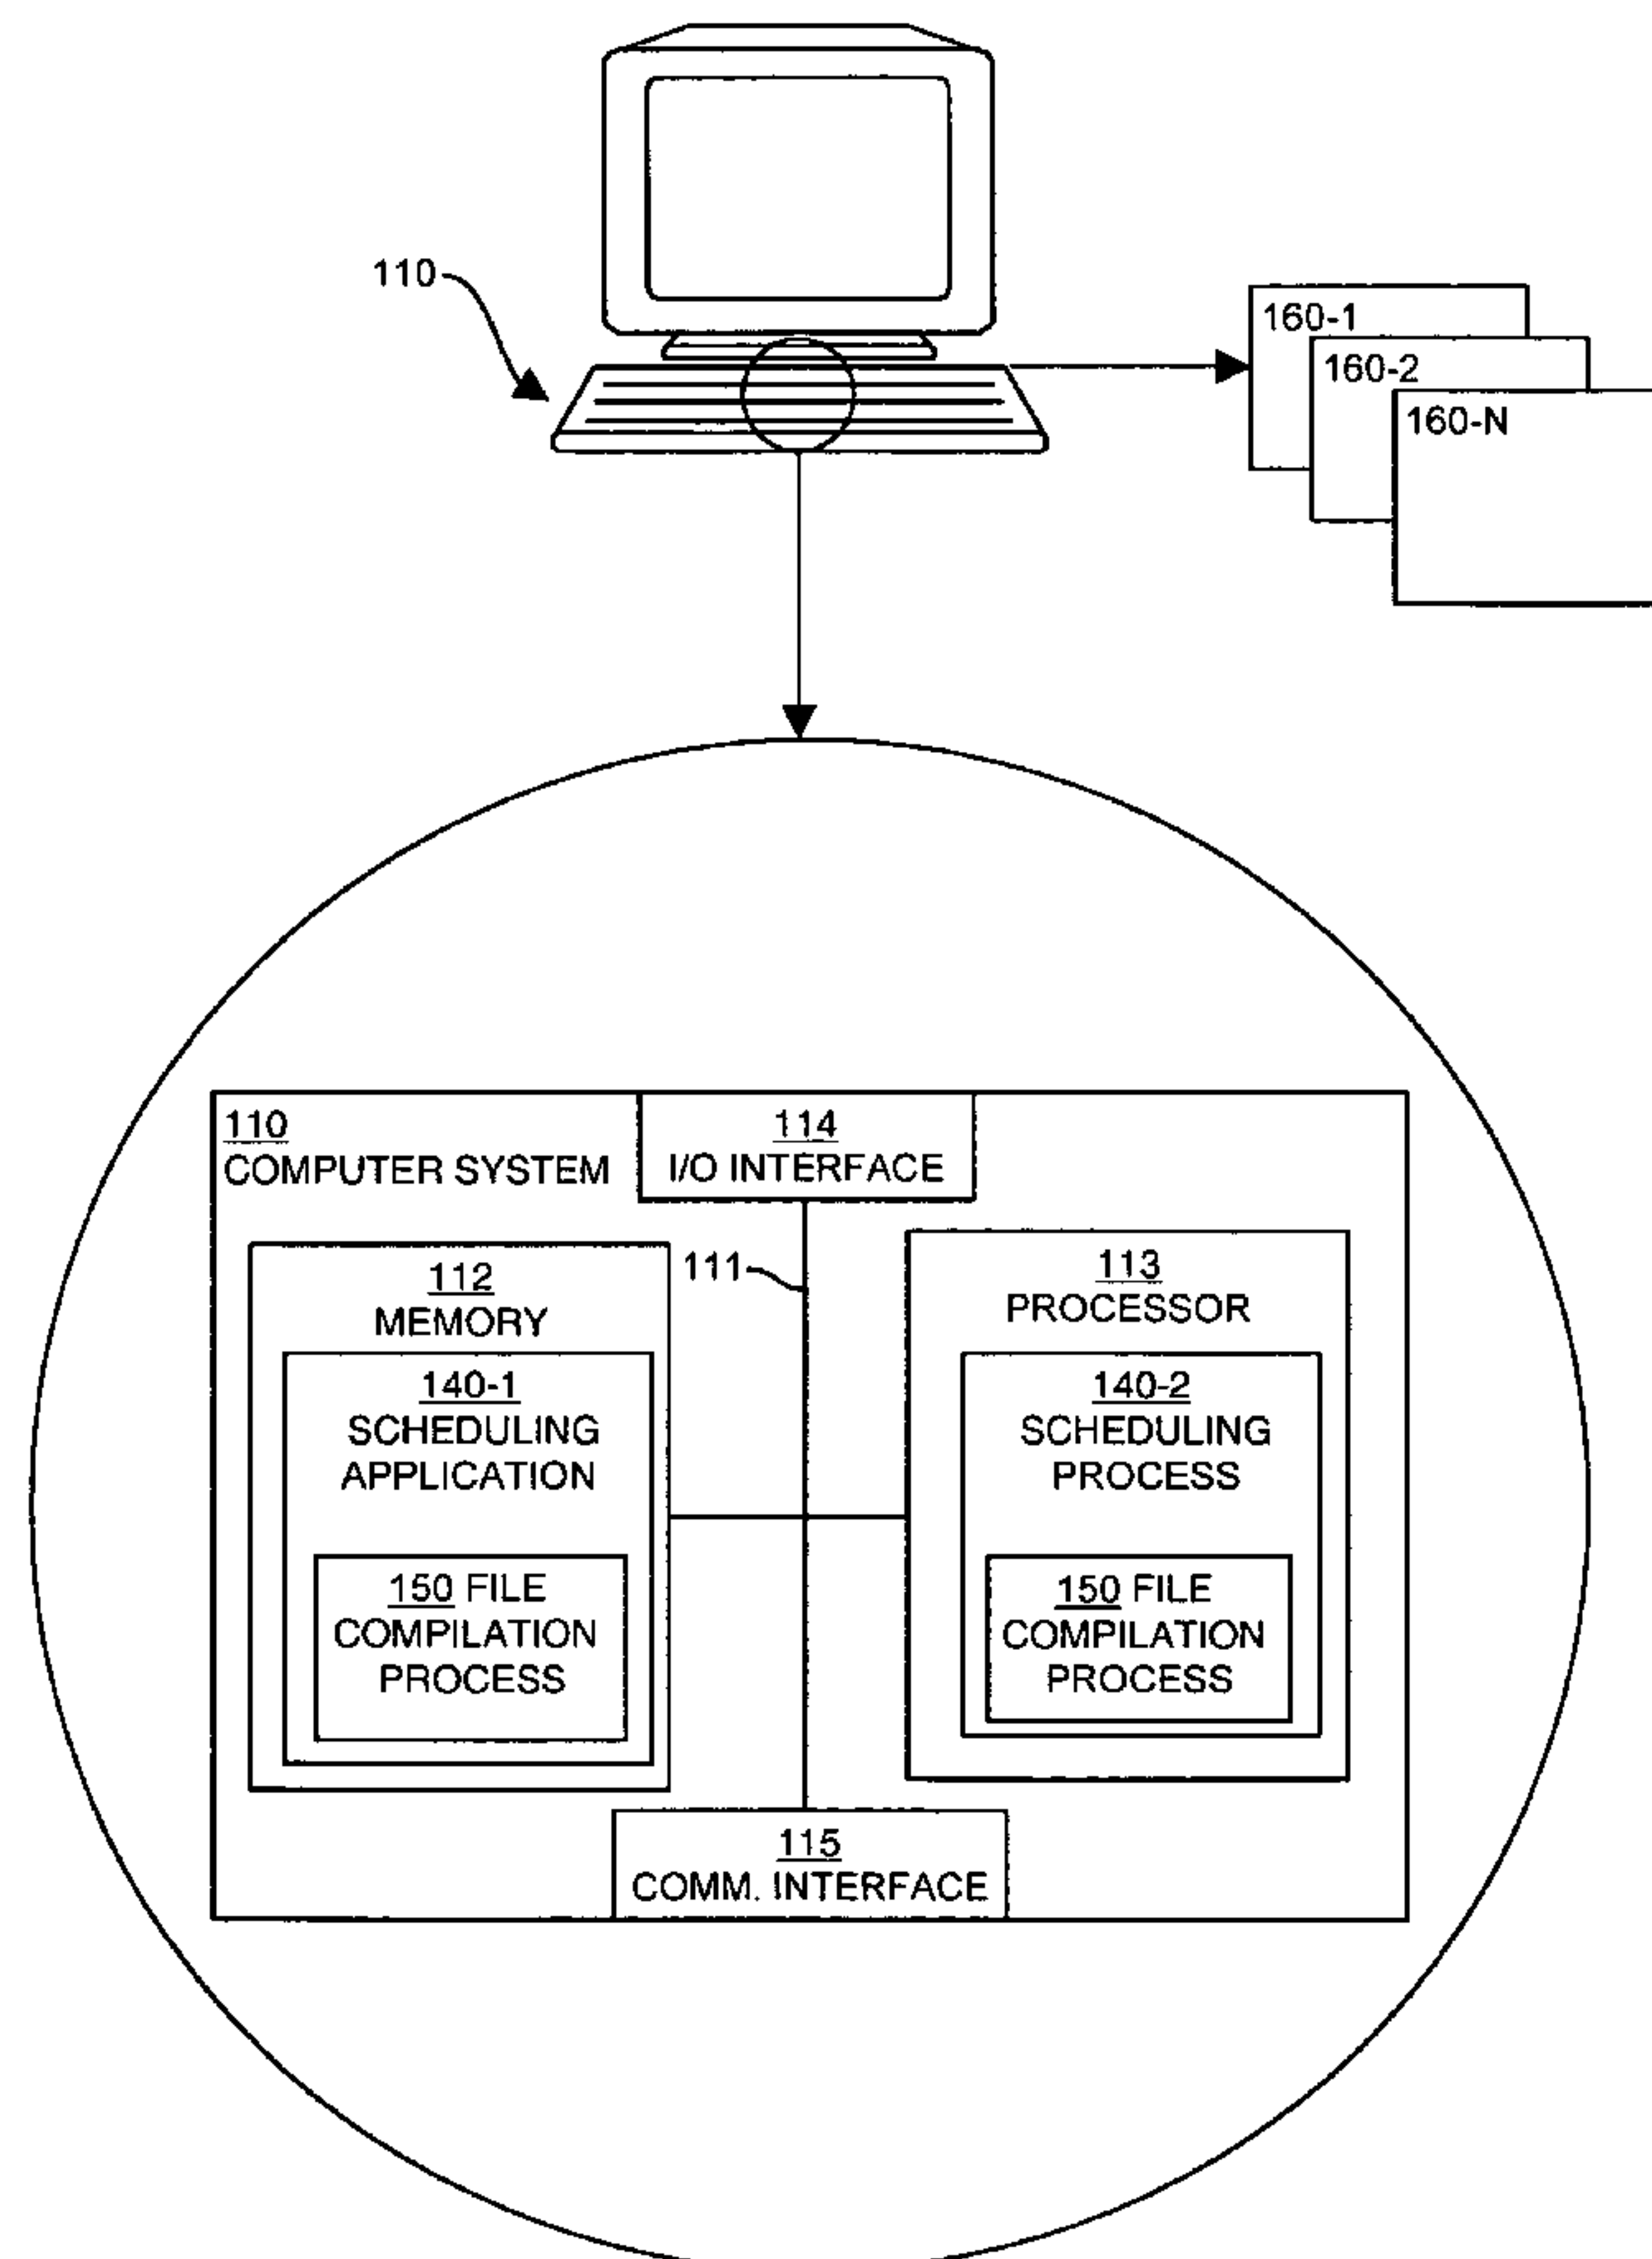 110
160-1
160-2
160-N
110
COMPUTER SYSTEM
114
I/O INTERFACE
111
112
MEMORY
140-1
SCHEDULING
APPLICATION
150 FILE
COMPILATION
PROCESS
113
PROCESSOR
140-2
SCHEDULING
PROCESS
150 FILE
COMPILATION
PROCESS
115
COMM. INTERFACE